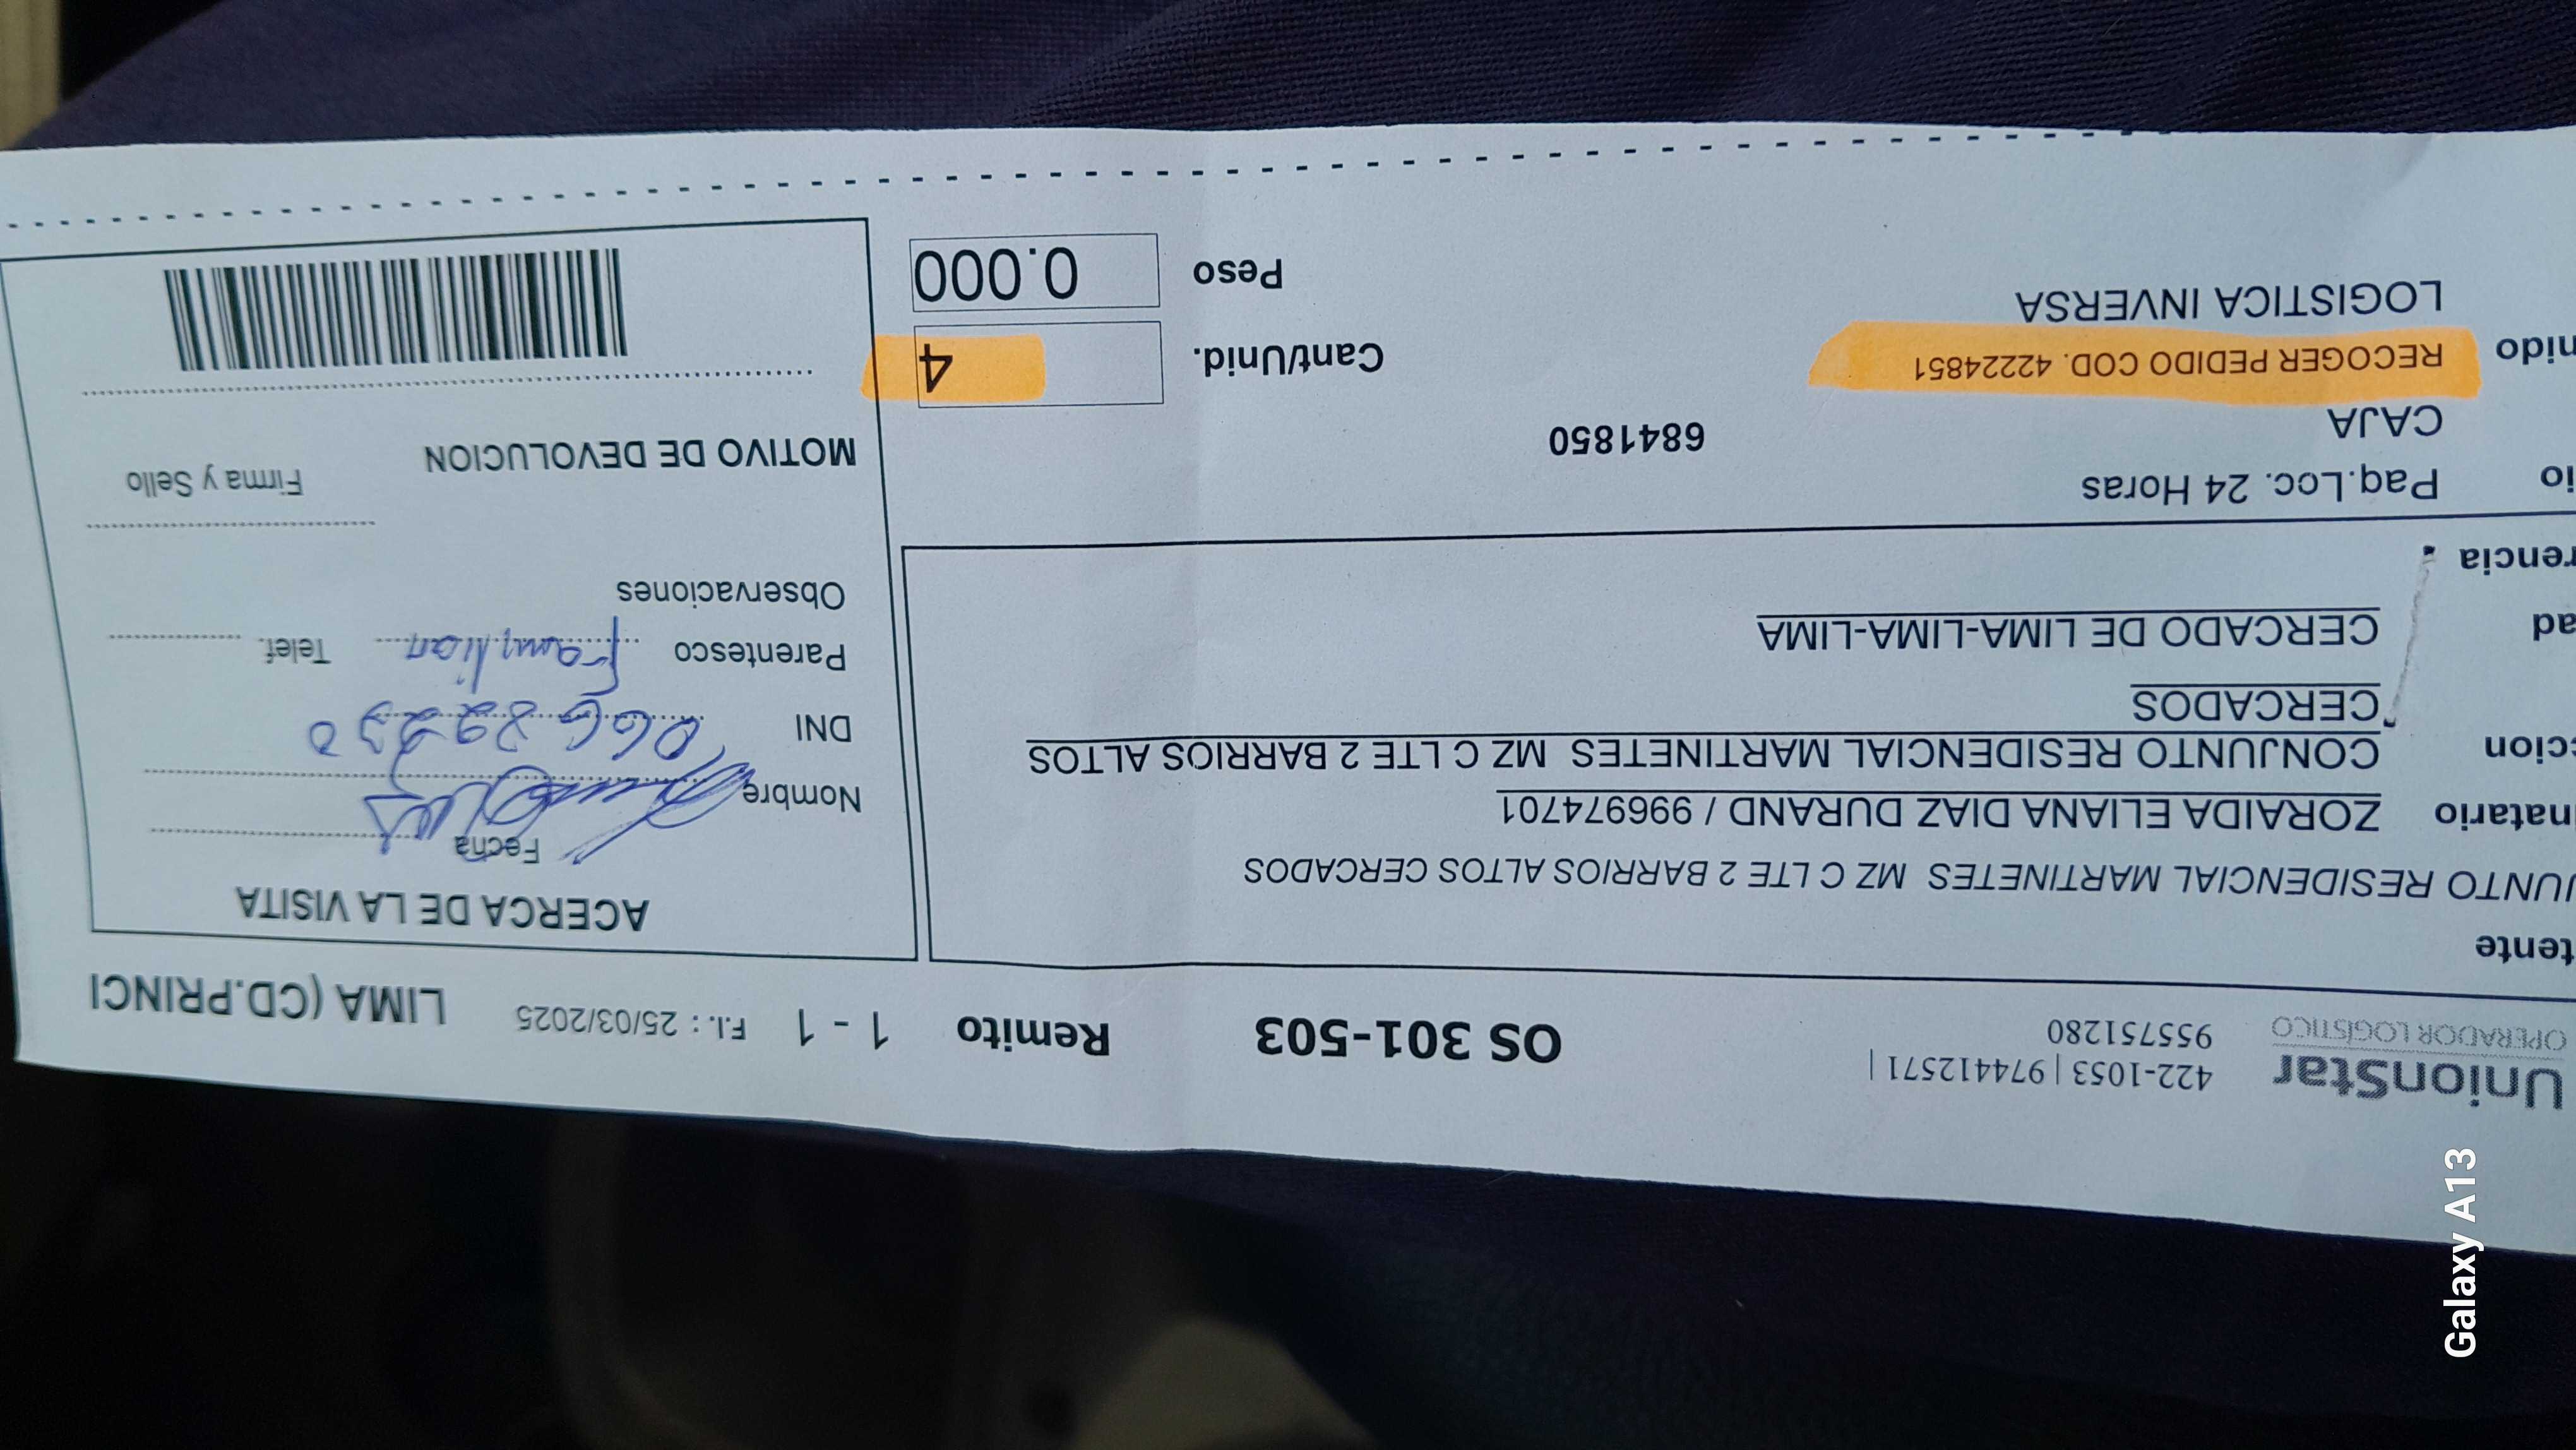 UnionStar
OPERADOR LOGÍSTICO
422-1053 | 974412571 |
955751280
OS 301-503
Remito 1 - 1 F.I. : 25/03/2025 LIMA (CD.PRINCI
tente
JUNTO RESIDENCIAL MARTINETES MZ C LTE 2 BARRIOS ALTOS CERCADOS
natario ZORAIDA ELIANA DIAZ DURAND / 996974701
ccion CONJUNTO RESIDENCIAL MARTINETES MZ C LTE 2 BARRIOS ALTOS
CERCADOS
ad CERCADO DE LIMA-LIMA-LIMA
rencia
io Paq.Loc. 24 Horas
CAJA 6841850
nido RECOGER PEDIDO COD. 42224851
LOGISTICA INVERSA
Cant/Unid. 4
Peso 0.000
ACERCA DE LA VISITA
Fecha
Nombre
DNI
Parentesco Familiar Telef.
Observaciones
Firma y Sello
MOTIVO DE DEVOLUCION
Galaxy A13